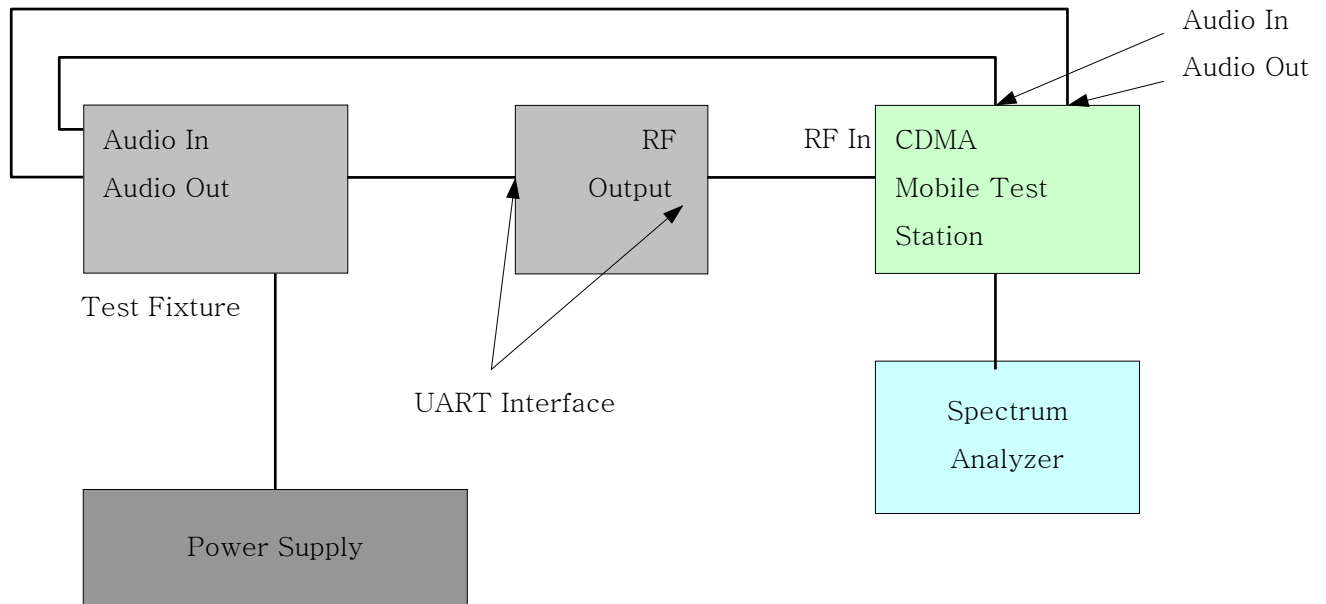 Audio In
Audio Out
Audio In
Audio Out
Test Fixture
RF
Output
RF In
CDMA
Mobile Test
Station
UART Interface
Spectrum
Analyzer
Power Supply